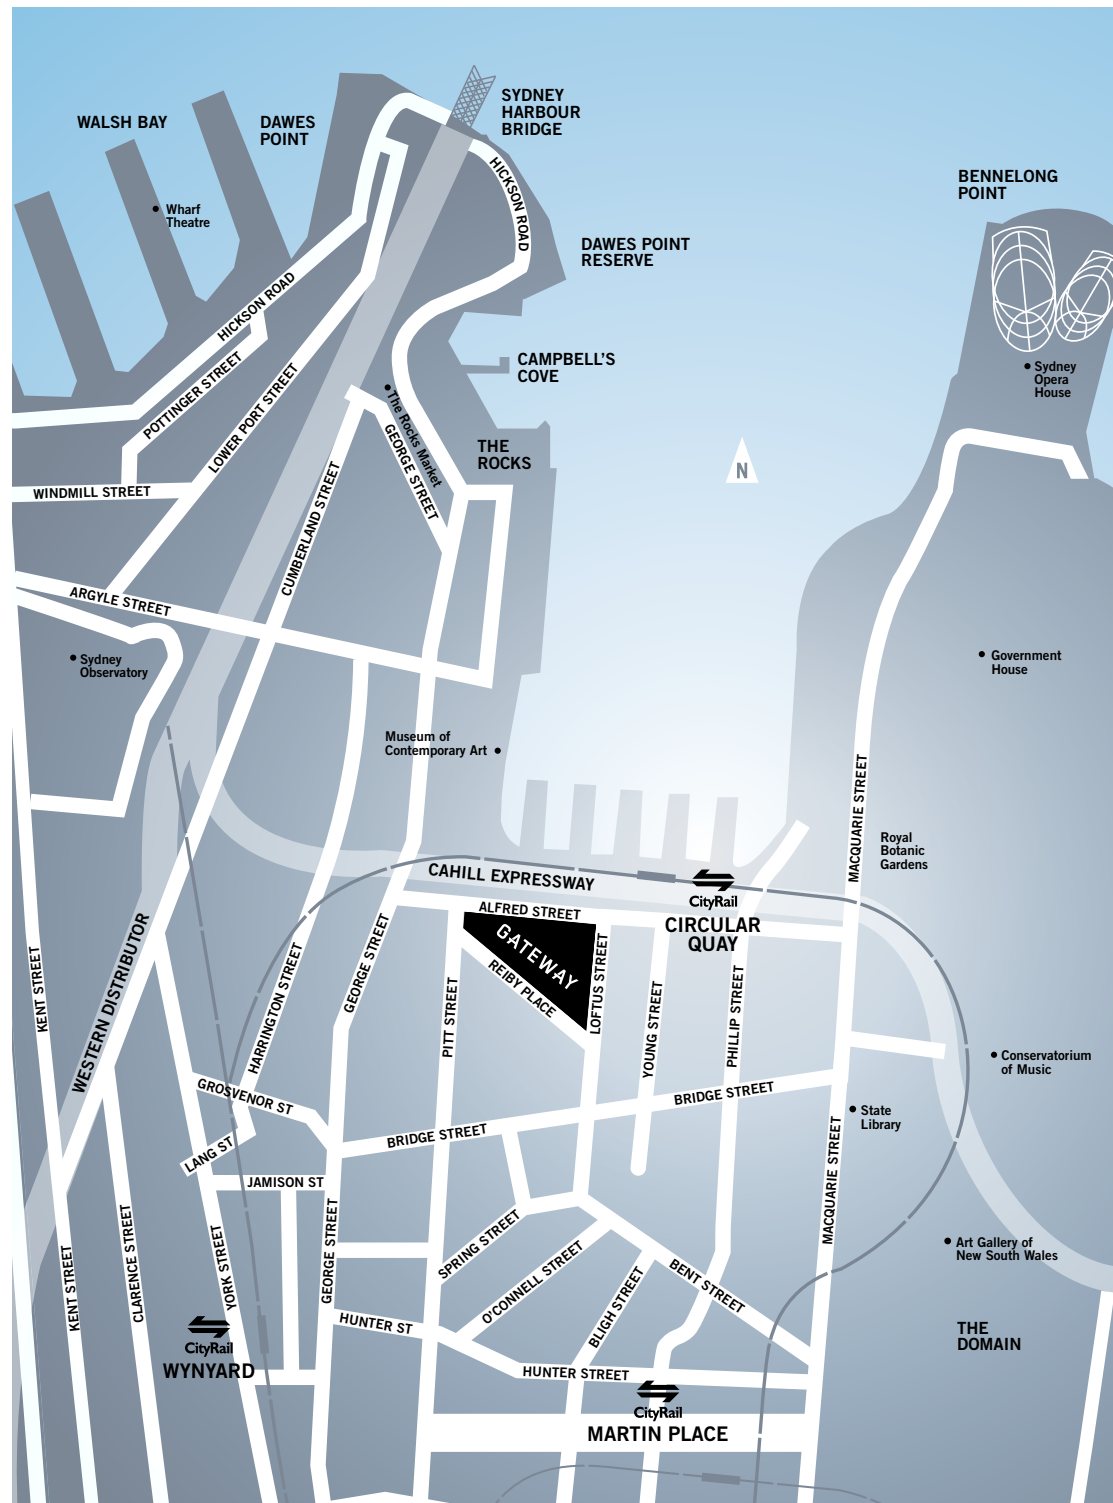 SYDNEY
HARBOUR
BRIDGE
WALSH BAY
DAWES
POINT
BENNELONG
POINT
HICKSON ROAD
Wharf
Theatre
DAWES POINT
RESERVE
HICKSON ROAD
CAMPBELL'S
COVE
Sydney
Opera
House
POTTINGER STREET
LOWER PORT STREET
The Rocks Market
GEORGE STREET
THE
ROCKS
N
WINDMILL STREET
CUMBERLAND STREET
ARGYLE STREET
Sydney
Observatory
Government
House
Museum of
Contemporary Art
MACQUARIE STREET
Royal
Botanic
Gardens
CAHILL EXPRESSWAY
CityRail
CIRCULAR
QUAY
ALFRED STREET
GATEWAY
REIBY PLACE
LOFTUS STREET
KENT STREET
WESTERN DISTRIBUTOR
HARRINGTON STREET
GEORGE STREET
PITT STREET
YOUNG STREET
PHILLIP STREET
Conservatorium
of Music
GROSVENOR ST
BRIDGE STREET
BRIDGE STREET
State
Library
LANG ST
JAMISON ST
MACQUARIE STREET
KENT STREET
CLARENCE STREET
YORK STREET
GEORGE STREET
SPRING STREET
O'CONNELL STREET
BLIGH STREET
BENT STREET
Art Gallery of
New South Wales
HUNTER ST
CityRail
WYNYARD
HUNTER STREET
THE
DOMAIN
CityRail
MARTIN PLACE